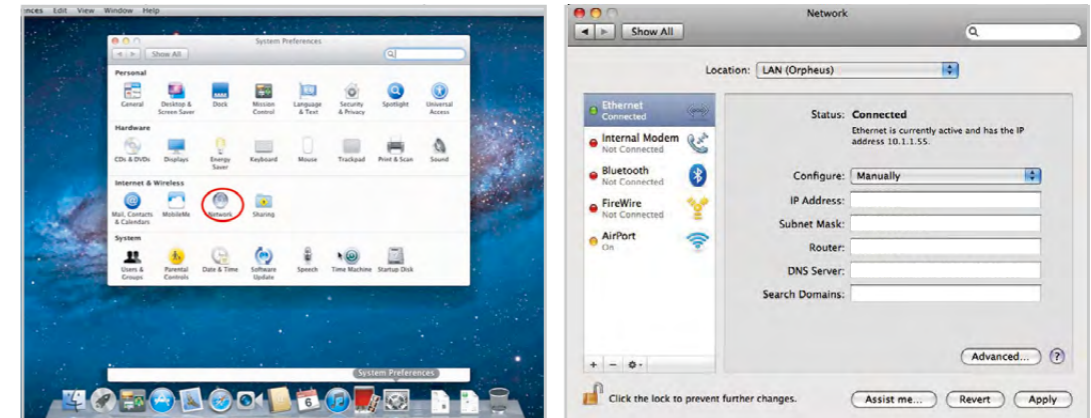 nces Edit View Window Help
System Preferences
Show All
Personal
General
Desktop & Screen Saver
Dock
Mission Control
Language & Text
Security & Privacy
Spotlight
Universal Access
Hardware
CDs & DVDs
Displays
Energy Saver
Keyboard
Mouse
Trackpad
Print & Scan
Sound
Internet & Wireless
Mail, Contacts & Calendars
MobileMe
Network
Sharing
System
Users & Groups
Parental Controls
Date & Time
Software Update
Speech
Time Machine
Startup Disk
System Preferences
6
Network
Show All
Location: LAN (Orpheus)
Ethernet
Connected
Internal Modem
Not Connected
Bluetooth
Not Connected
FireWire
Not Connected
AirPort
On
Status: Connected
Ethernet is currently active and has the IP
address 10.1.1.55.
Configure: Manually
IP Address:
Subnet Mask:
Router:
DNS Server:
Search Domains:
Advanced... ?
Click the lock to prevent further changes.
Assist me... Revert Apply